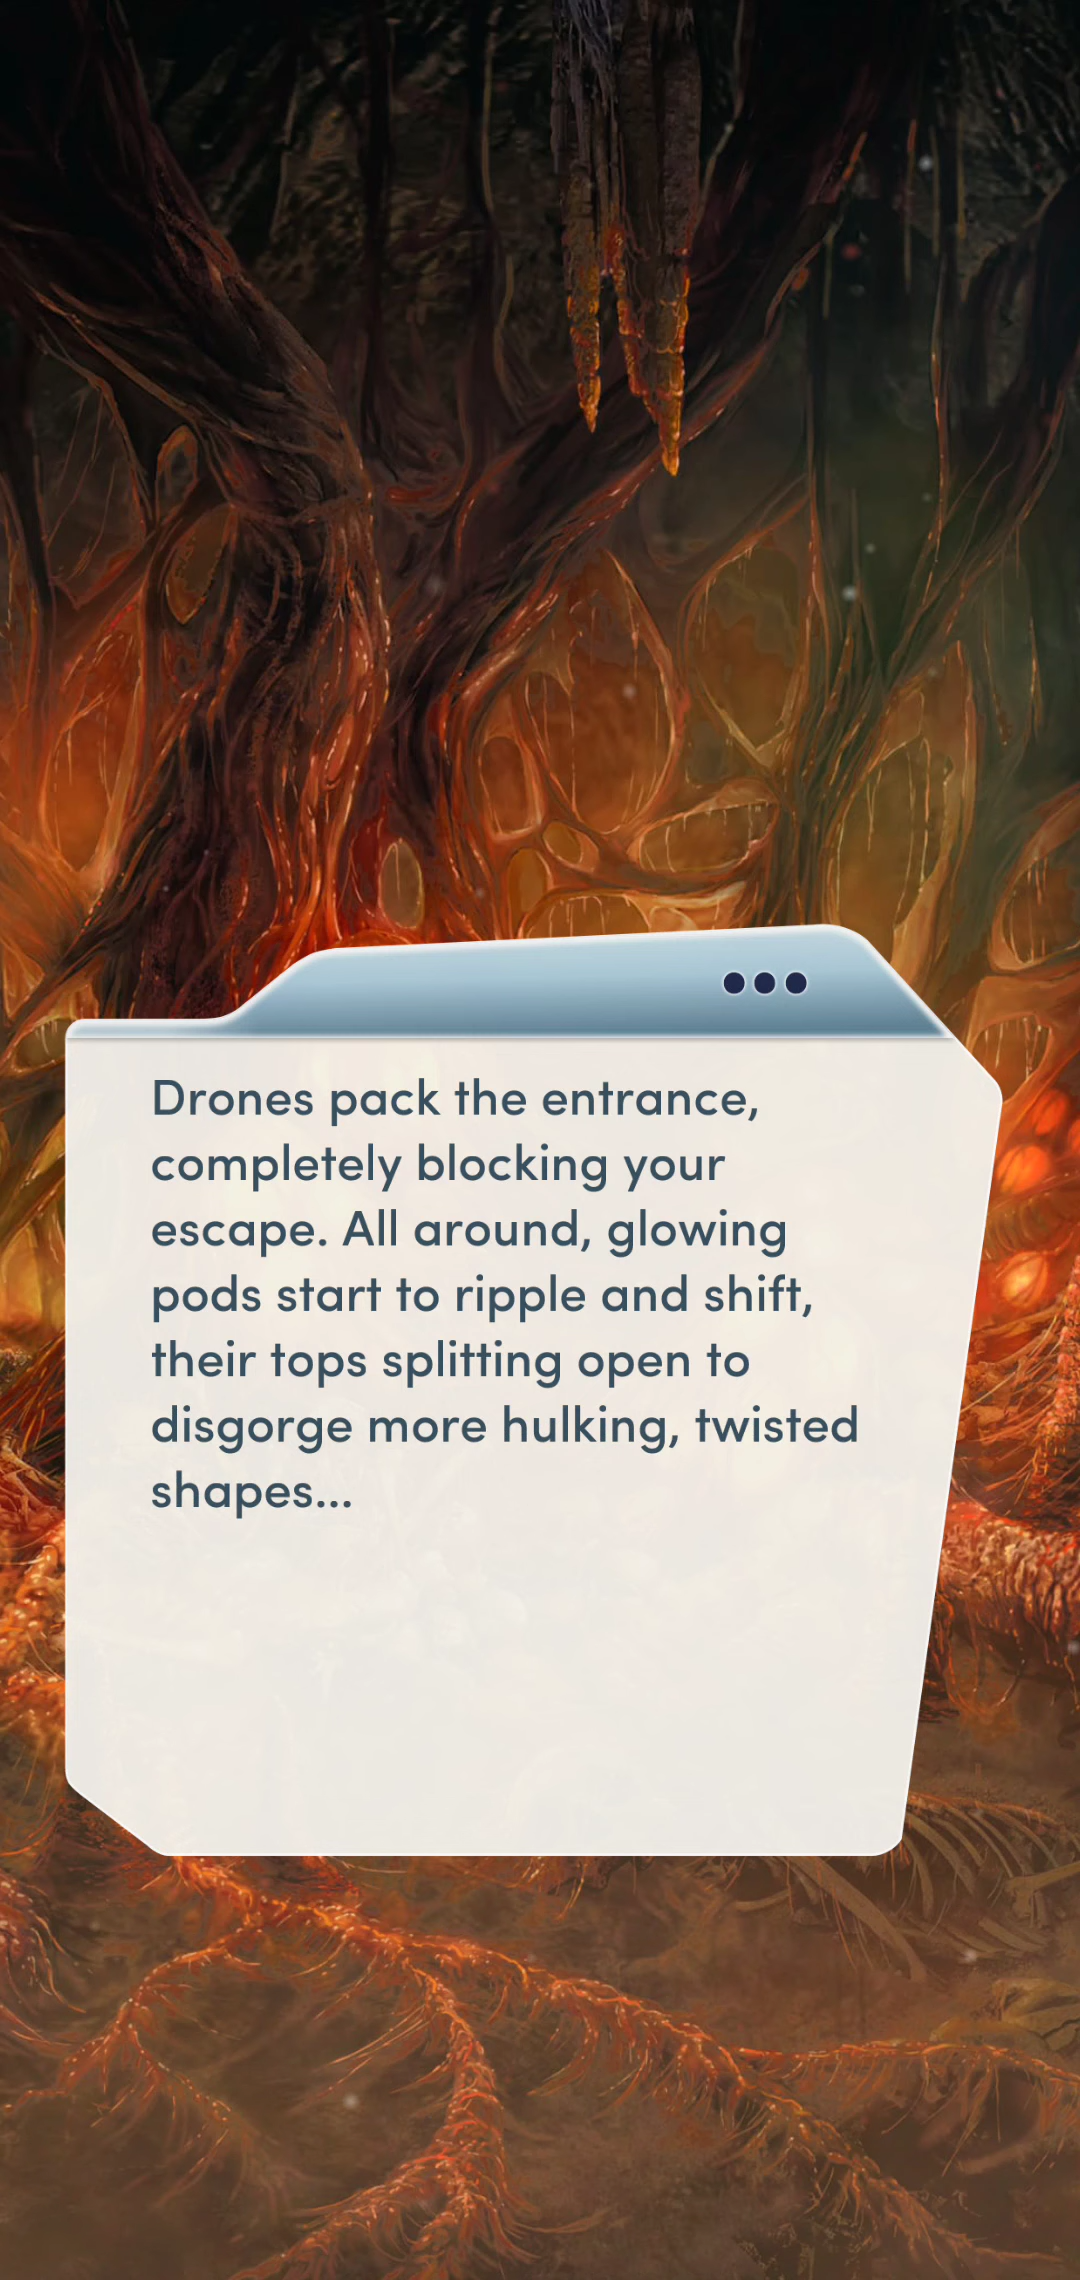 Drones pack the entrance,
completely blocking your
escape. All around, glowing
pods start to ripple and shift,
their tops splitting open to
disgorge more hulking, twisted
shapes...